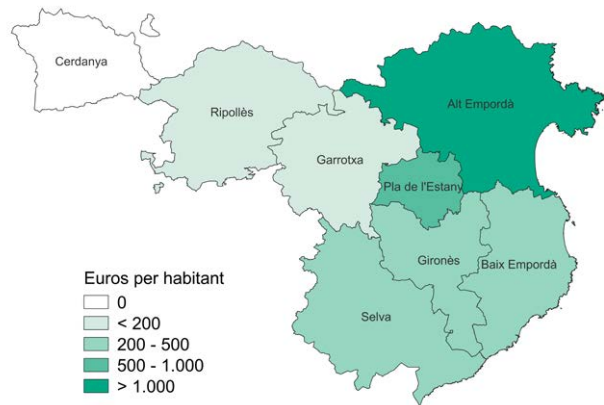 Cerdanya
Ripollès
Alt Empordà
Garrotxa
Pla de l'Estany
Gironès
Baix Empordà
Selva
Euros per habitant
0
< 200
200 - 500
500 - 1.000
> 1.000